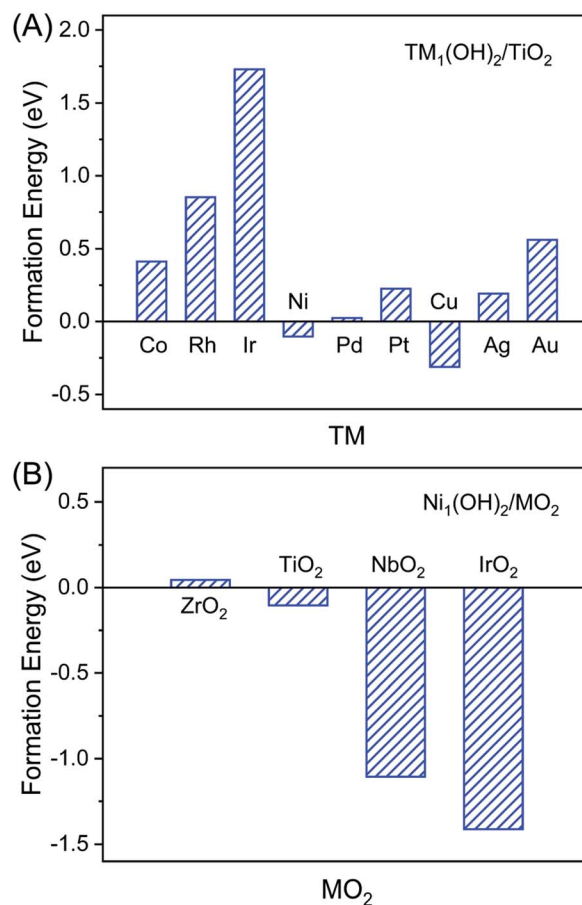 (A)
TM₁(OH)₂/TiO₂
Formation Energy (eV)
2.0
1.5
1.0
0.5
0.0
-0.5
Co Rh Ir Ni Pd Pt Cu Ag Au
TM
(B)
Ni₁(OH)₂/MO₂
Formation Energy (eV)
0.5
0.0
-0.5
-1.0
-1.5
ZrO₂ TiO₂ NbO₂ IrO₂
MO₂